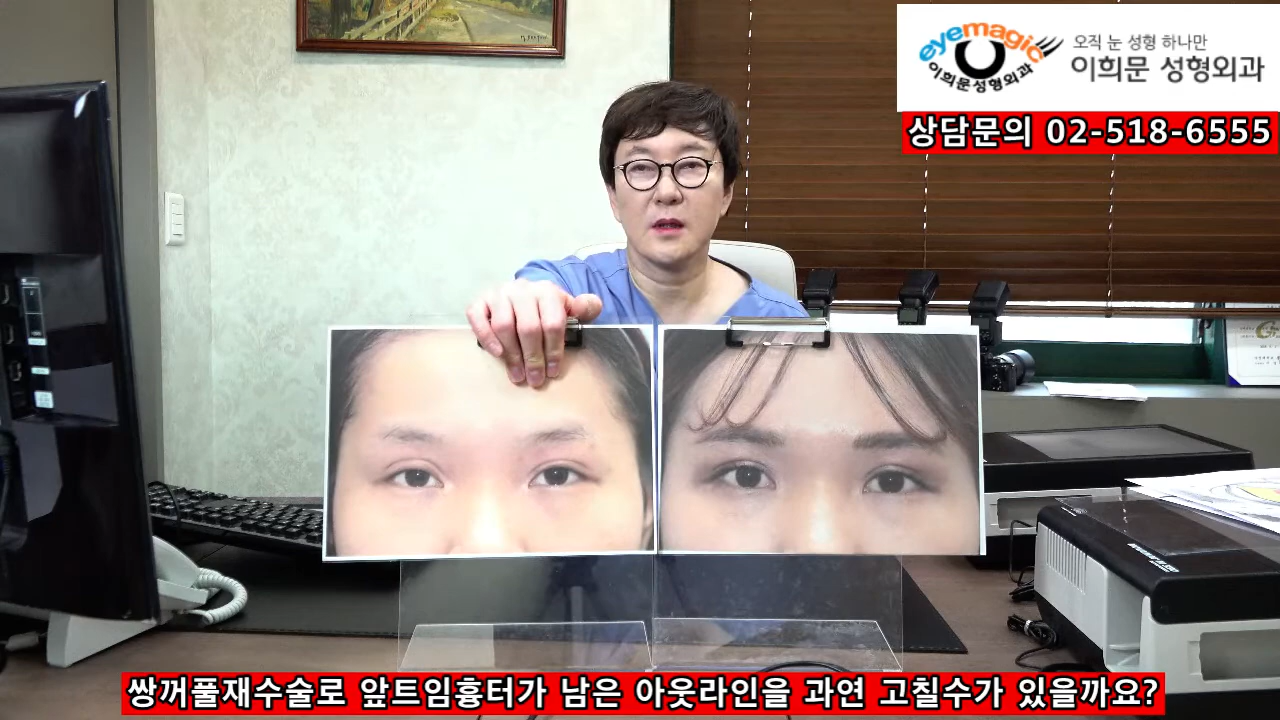 eyemagic
이희문성형외과
오직 눈 성형 하나만
이희문 성형외과
상담문의 02-518-6555
쌍꺼풀재수술로 앞트임흉터가 남은 아웃라인을 과연 고칠수가 있을까요?